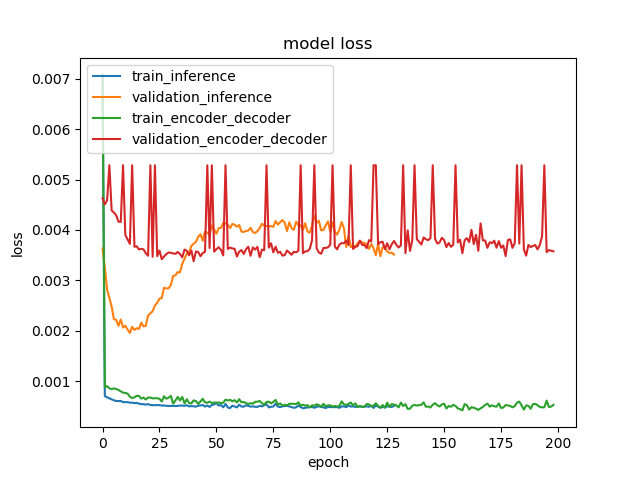 model loss
train_inference
validation_inference
train_encoder_decoder
validation_encoder_decoder
0.007
0.006
0.005
0.004
0.003
0.002
0.001
loss
0 25 50 75 100 125 150 175 200
epoch